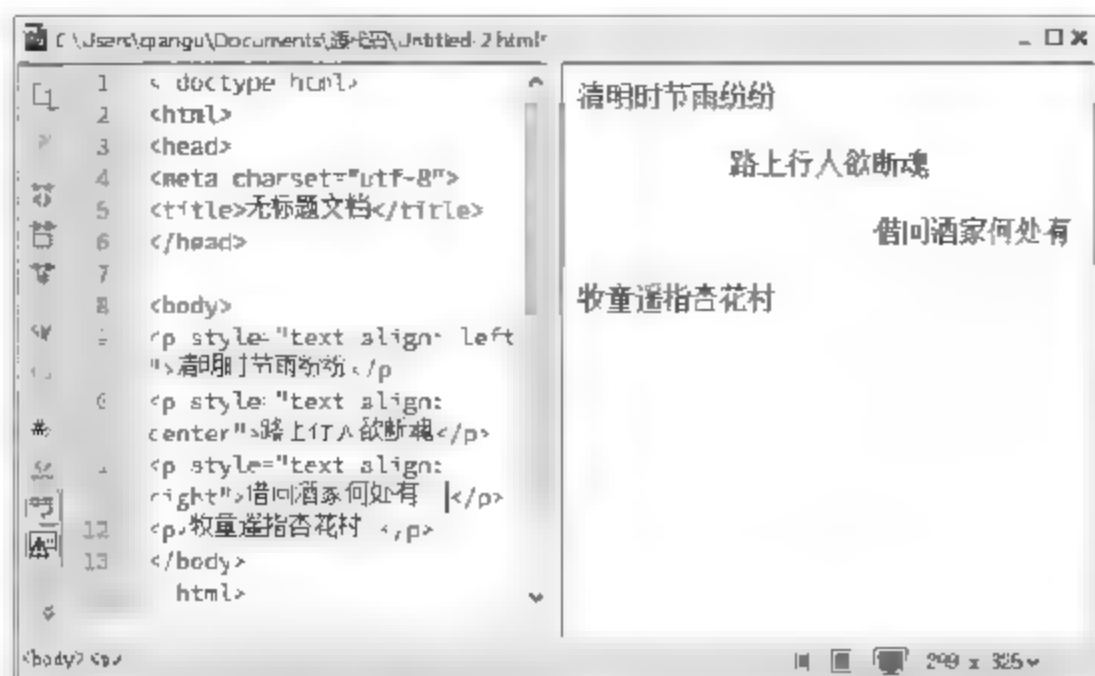 C:\Users\qiangu\Documents\源代码\Untitled-2.html*
1 <!doctype html>
2 <html>
3 <head>
4 <meta charset="utf-8">
5 <title>无标题文档</title>
6 </head>
7
8 <body>
<p style="text-align: left
">清明时节雨纷纷</p>
<p style="text-align:
center">路上行人欲断魂</p>
<p style="text-align:
right">借问酒家何处有 </p>
12 <p>牧童遥指杏花村 </p>
13 </body>
html>
<body> <p>
清明时节雨纷纷
路上行人欲断魂
借问酒家何处有
牧童遥指杏花村
299 x 326